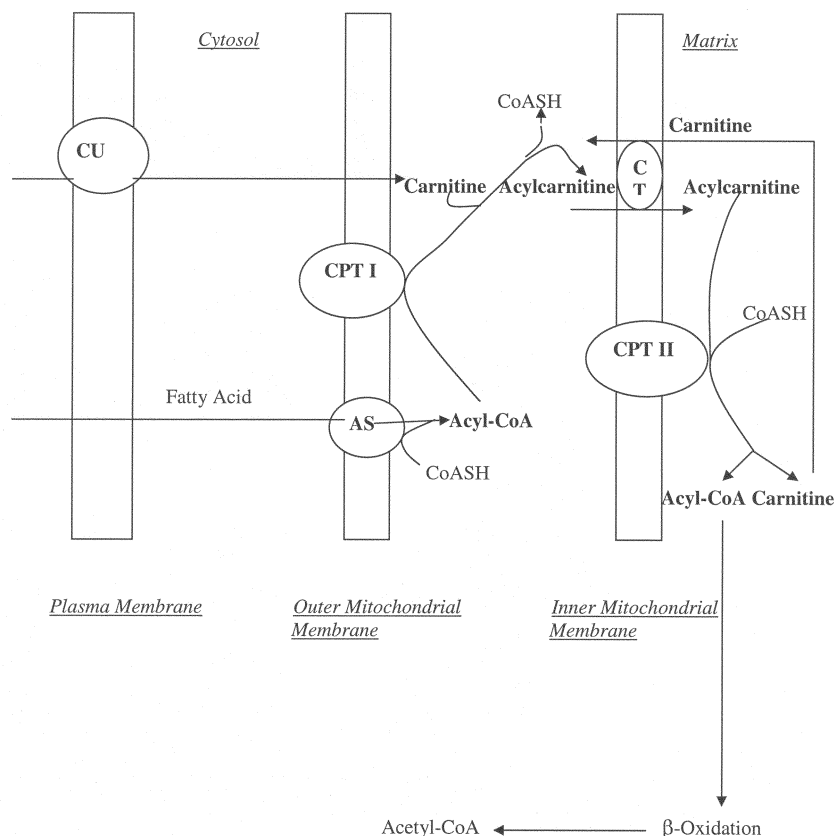 Cytosol
Matrix
CoASH
Carnitine
CU
C
T
Carnitine
Acylcarnitine
Acylcarnitine
CPT I
CoASH
CPT II
Fatty Acid
AS
Acyl-CoA
CoASH
Acyl-CoA Carnitine
Plasma Membrane
Outer Mitochondrial
Membrane
Inner Mitochondrial
Membrane
Acetyl-CoA
β-Oxidation